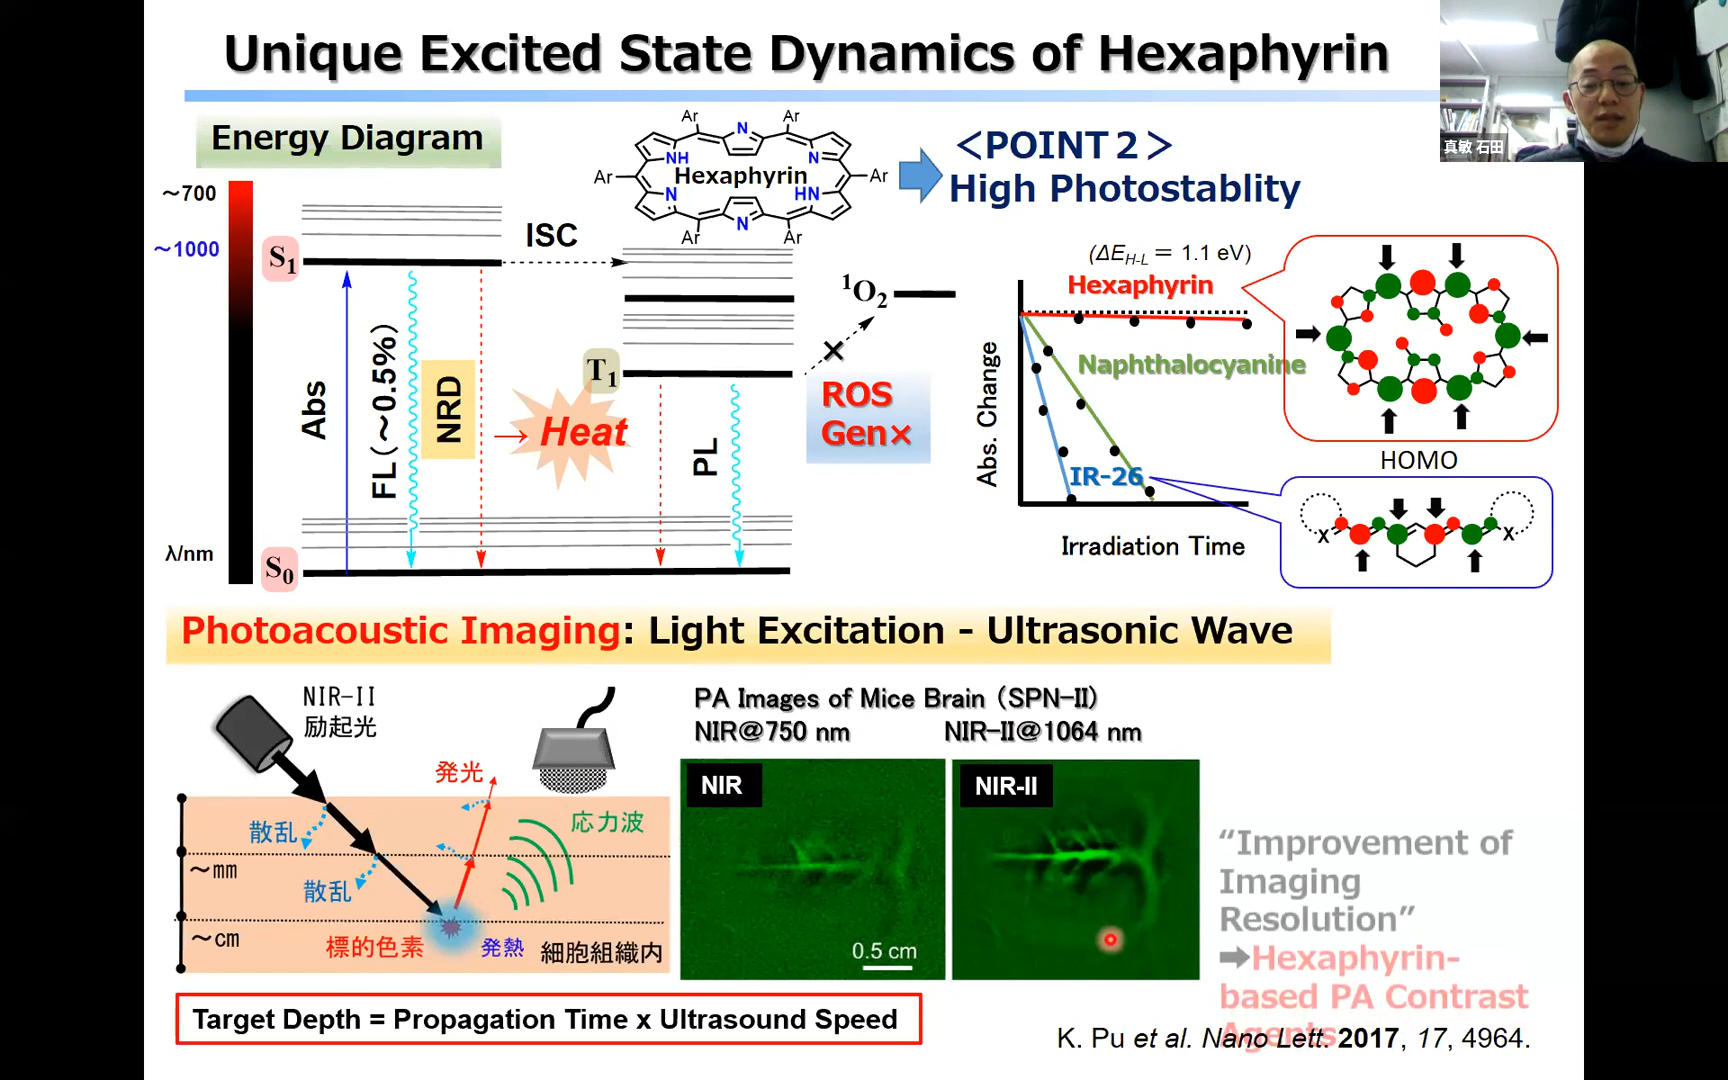 Unique Excited State Dynamics of Hexaphyrin
真敏 石田
Energy Diagram
Ar
Ar
NH
N
N
Ar
Hexaphyrin
Ar
N
HN
N
Ar
Ar
＜POINT２＞
High Photostablity
～700
～1000
λ/nm
S1
ISC
Abs
FL(～0.5%)
NRD
Heat
T1
PL
1O2
×
ROS
Gen×
S0
(ΔEH-L ＝ 1.1 eV)
Hexaphyrin
Naphthalocyanine
IR-26
Abs. Change
Irradiation Time
HOMO
X
X
Photoacoustic Imaging: Light Excitation - Ultrasonic Wave
NIR-II
励起光
発光
散乱
応力波
～mm
散乱
～cm
標的色素
発熱
細胞組織内
PA Images of Mice Brain (SPN-II)
NIR@750 nm
NIR-II@1064 nm
NIR
NIR-II
0.5 cm
“Improvement of
Imaging
Resolution”
➡Hexaphyrin-
based PA Contrast
Agents
Target Depth = Propagation Time x Ultrasound Speed
K. Pu et al. Nano Lett. 2017, 17, 4964.